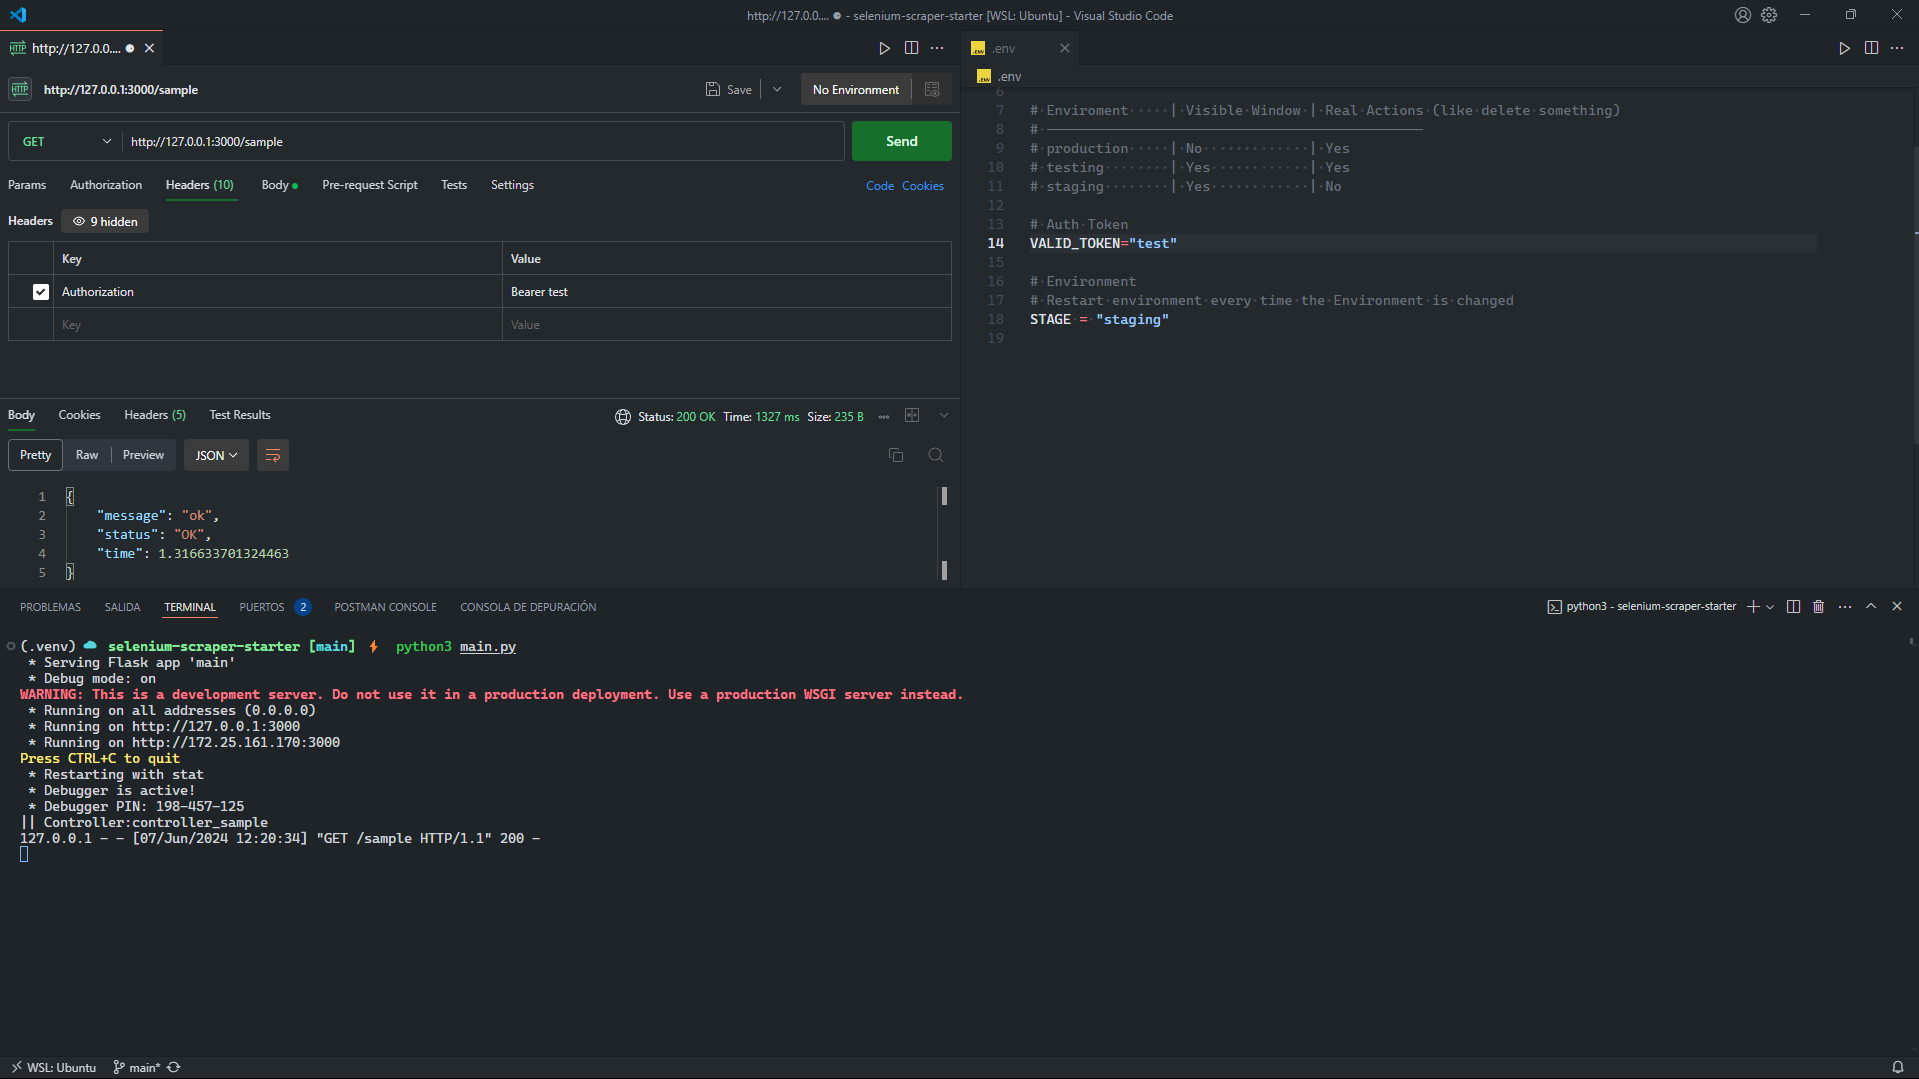 http://127.0.0.... ● - selenium-scraper-starter [WSL: Ubuntu] - Visual Studio Code
HTTP http://127.0.0....
HTTP http://127.0.0.1:3000/sample
Save
No Environment
GET
http://127.0.0.1:3000/sample
Send
Params Authorization Headers (10) Body Pre-request Script Tests Settings
Code Cookies
Headers 9 hidden
Key Value
Authorization Bearer test
Key Value
Body Cookies Headers (5) Test Results
Status: 200 OK Time: 1327 ms Size: 235 B
Pretty Raw Preview JSON
1 {
2 "message": "ok",
3 "status": "OK",
4 "time": 1.316633701324463
5 }
.env
.env
6
7 # Enviroment ····· | Visible Window | Real Actions (like delete something)
8 # ——————————————————————————————
9 # production ····· | No ············· | Yes
10 # testing ········ | Yes ············ | Yes
11 # staging ········ | Yes ············ | No
12
13 # Auth Token
14 VALID_TOKEN="test"
15
16 # Environment
17 # Restart environment every time the Environment is changed
18 STAGE = "staging"
19
PROBLEMAS SALIDA TERMINAL PUERTOS 2 POSTMAN CONSOLE CONSOLA DE DEPURACIÓN
python3 - selenium-scraper-starter
(.venv) selenium-scraper-starter [main] python3 main.py
* Serving Flask app 'main'
* Debug mode: on
WARNING: This is a development server. Do not use it in a production deployment. Use a production WSGI server instead.
* Running on all addresses (0.0.0.0)
* Running on http://127.0.0.1:3000
* Running on http://172.25.161.170:3000
Press CTRL+C to quit
* Restarting with stat
* Debugger is active!
* Debugger PIN: 198-457-125
|| Controller:controller_sample
127.0.0.1 - - [07/Jun/2024 12:20:34] "GET /sample HTTP/1.1" 200 -
WSL: Ubuntu main*